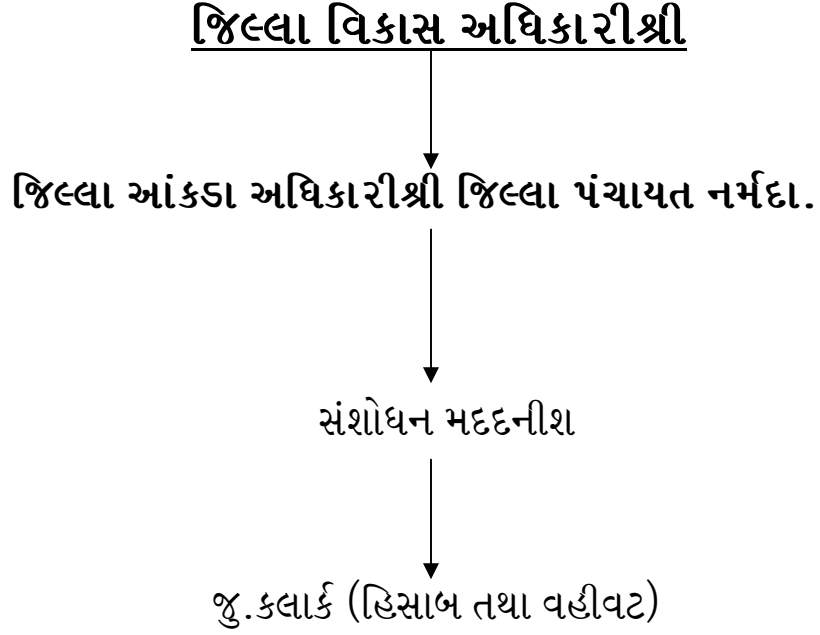 જિલ્લા વિકાસ અધિકારીશ્રી
જિલ્લા આંકડા અધિકારીશ્રી જિલ્લા પંચાયત નર્મદા.
સંશોધન મદદનીશ
જુ.કલાર્ક (હિસાબ તથા વહીવટ)